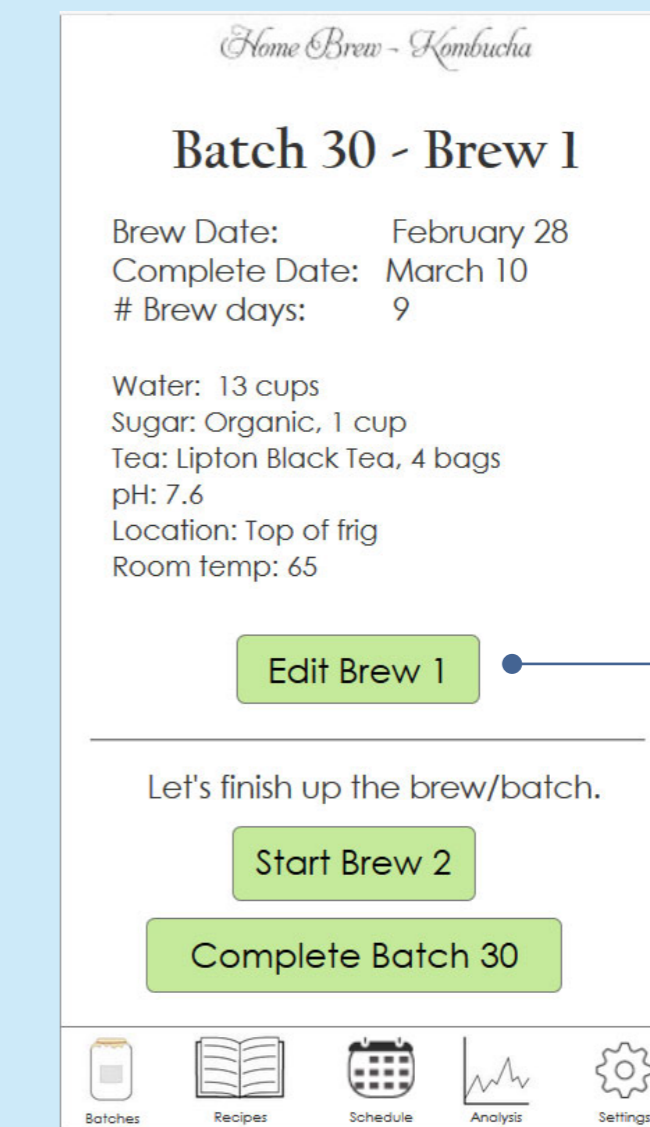 Home Brew - Kombucha
Batch 30 - Brew 1
Brew Date: February 28
Complete Date: March 10
# Brew days: 9
Water: 13 cups
Sugar: Organic, 1 cup
Tea: Lipton Black Tea, 4 bags
pH: 7.6
Location: Top of frig
Room temp: 65
Edit Brew 1
Let's finish up the brew/batch.
Start Brew 2
Complete Batch 30
Batches Recipes Schedule Analysis Settings